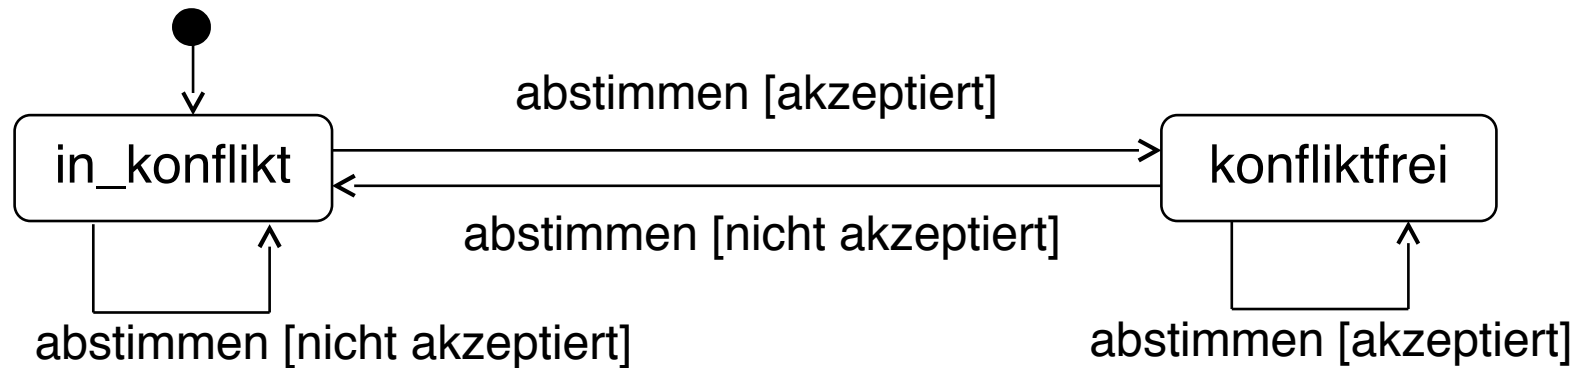 abstimmen [akzeptiert]
in_konflikt
konfliktfrei
abstimmen [nicht akzeptiert]
abstimmen [nicht akzeptiert]
abstimmen [akzeptiert]